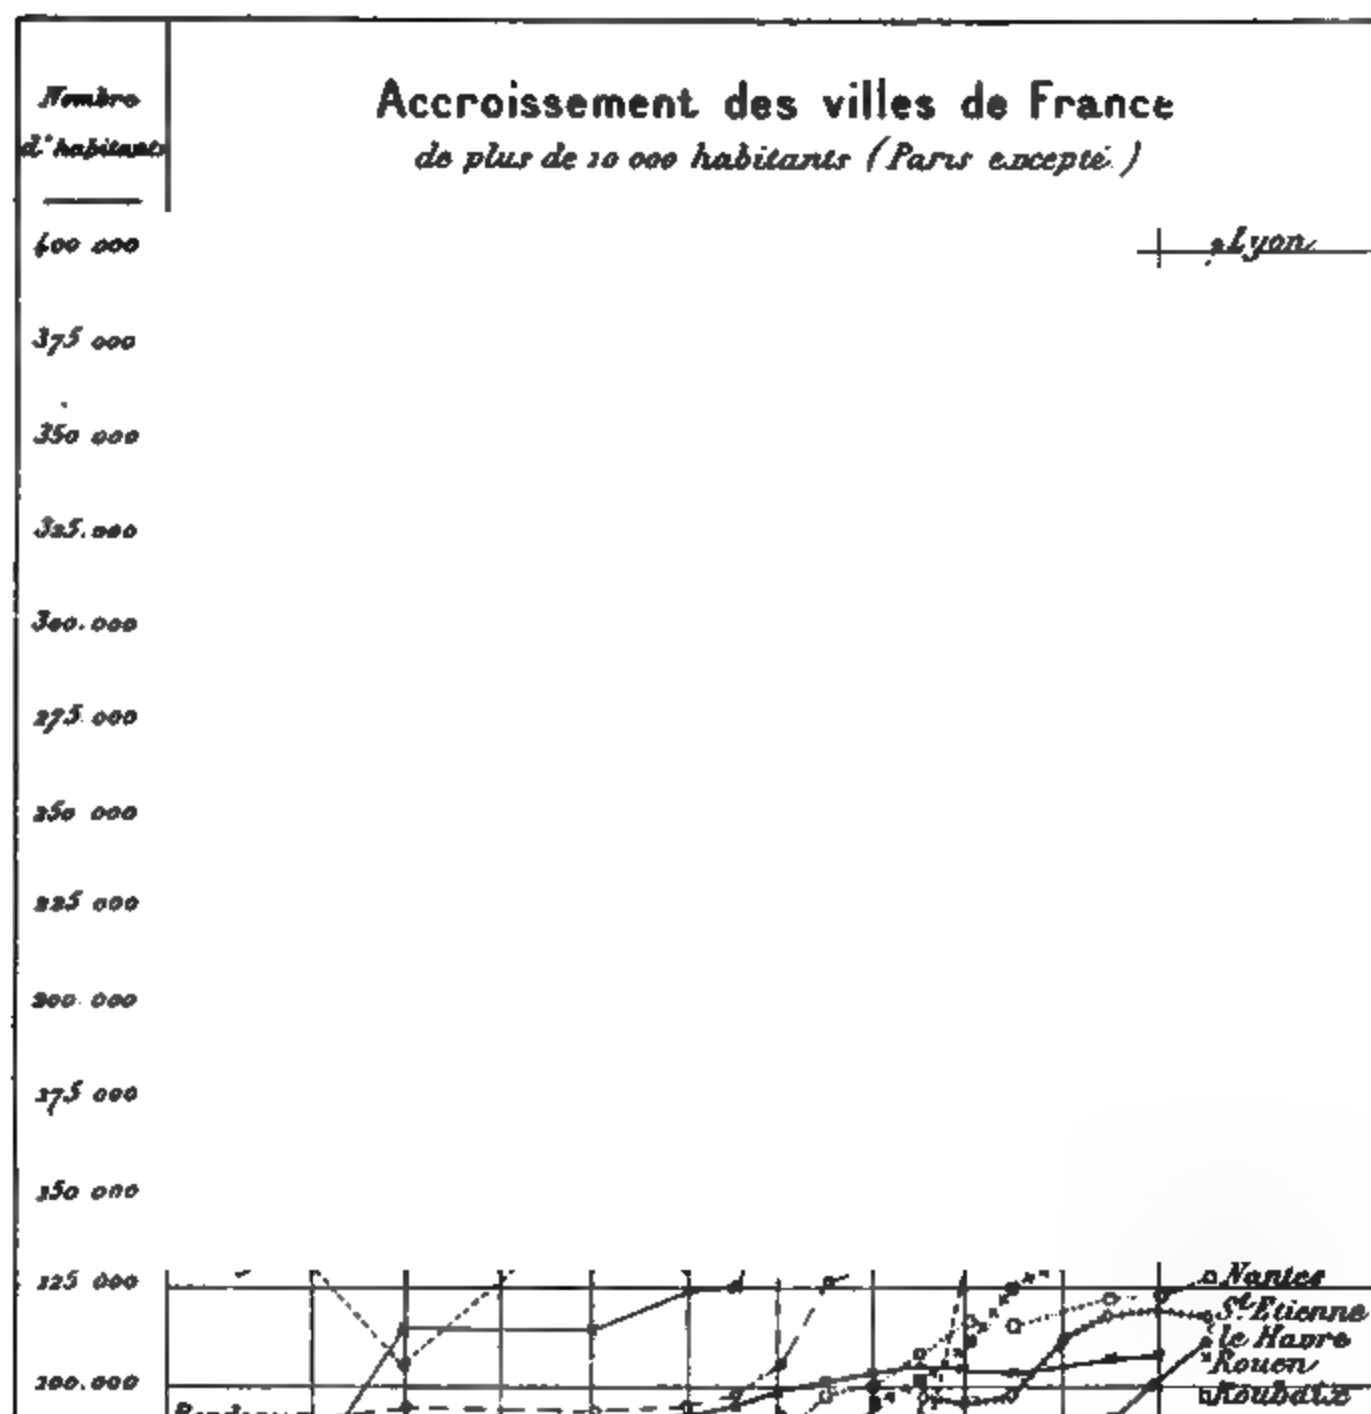 Nombre
d'habitants
Accroissement des villes de France
de plus de 10 000 habitants (Paris excepté.)
400 000
Lyon
375 000
350 000
325.000
300.000
275.000
250 000
225 000
200.000
175 000
150 000
125 000
Nantes
St. Etienne
le Havre
Rouen
100.000
Roubaix